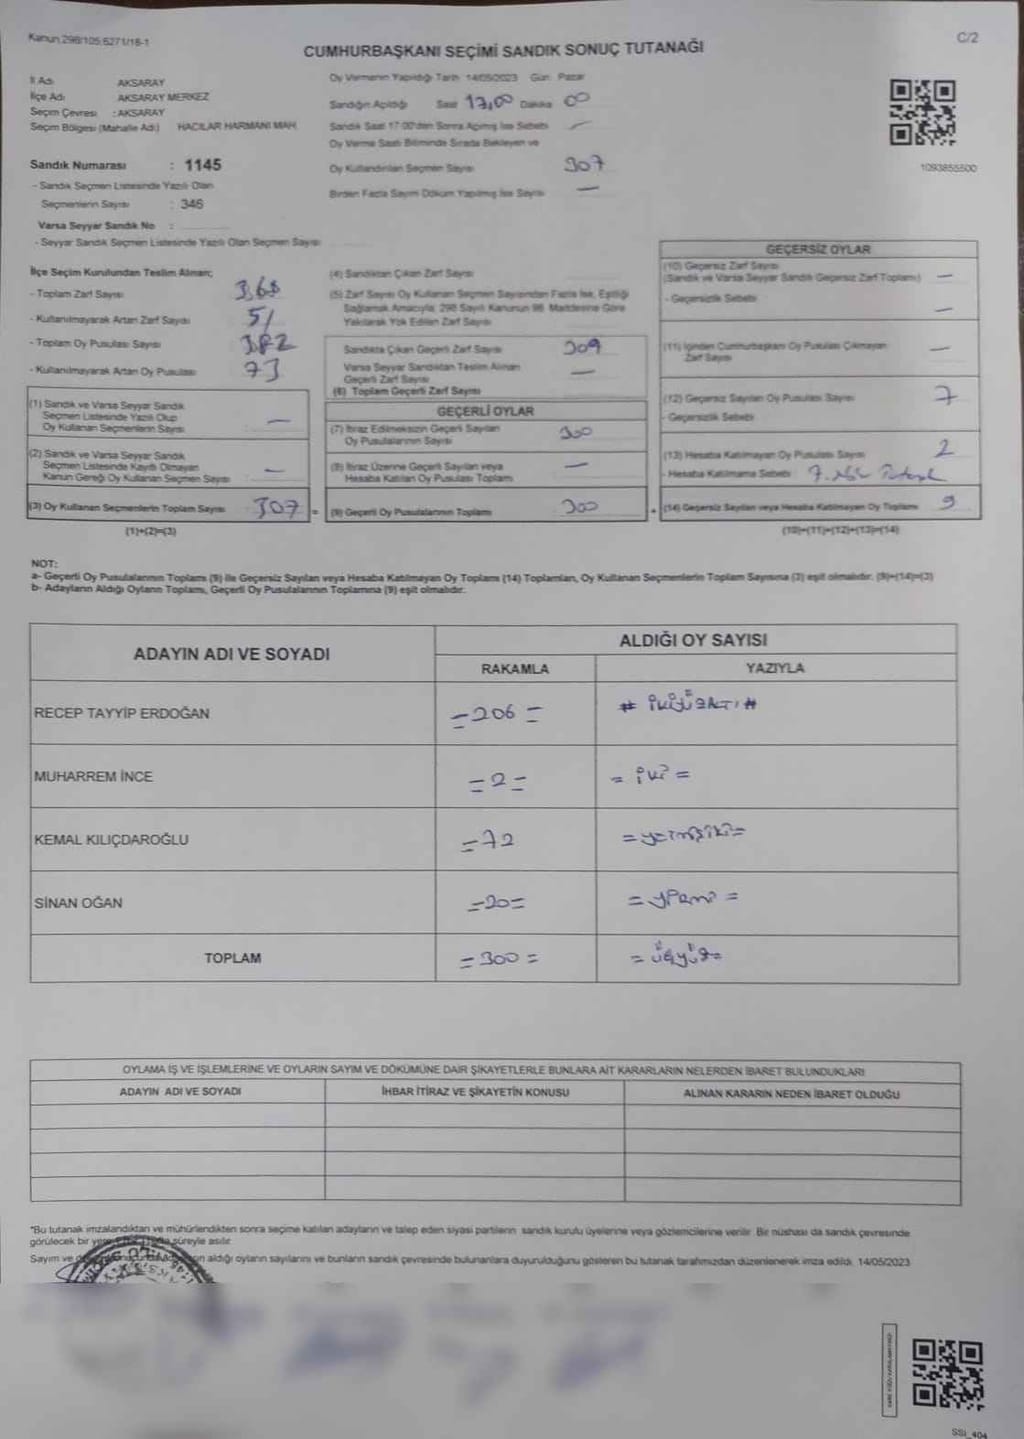 Kanun 298/105;6271/18-1
C/2
CUMHURBAŞKANI SEÇİMİ SANDIK SONUÇ TUTANAĞI
İl Adı AKSARAY
İlçe Adı AKSARAY MERKEZ
Seçim Çevresi : AKSARAY
Seçim Bölgesi (Mahalle Adı) HACILAR HARMANI MAH.
Sandık Numarası : 1145
- Sandık Seçmen Listesinde Yazılı Olan
Seçmenlerin Sayısı : 346
Varsa Seyyar Sandık No :
- Seyyar Sandık Seçmen Listesinde Yazılı Olan Seçmen Sayısı
Oy Vermenin Yapıldığı Tarih 14/05/2023 Gün: Pazar
Sandığın Açıldığı Saat 17,00 Dakika 00
Sandık Saat 17:00'den Sonra Açılmış İse Sebebi —
Oy Verme Saati Bitiminde Sırada Bekleyen ve
Oy Kullandırılan Seçmen Sayısı 307
Birden Fazla Sayım Döküm Yapılmış İse Sayısı —
1093855500
İlçe Seçim Kurulundan Teslim Alınan;
- Toplam Zarf Sayısı 368
- Kullanılmayarak Artan Zarf Sayısı 51
- Toplam Oy Pusulası Sayısı 382
- Kullanılmayarak Artan Oy Pusulası 73
(1) Sandık ve Varsa Seyyar Sandık
Seçmen Listesinde Yazılı Olup
Oy Kullanan Seçmenlerin Sayısı —
(2) Sandık ve Varsa Seyyar Sandık
Seçmen Listesinde Kayıtlı Olmayan
Kanun Gereği Oy Kullanan Seçmen Sayısı —
(3) Oy Kullanan Seçmenlerin Toplam Sayısı 307 =
(1)+(2)=(3)
(4) Sandıktan Çıkan Zarf Sayısı
(5) Zarf Sayısı Oy Kullanan Seçmen Sayısından Fazla İse, Eşitliği
Sağlamak Amacıyla, 298 Sayılı Kanunun 98. Maddesine Göre
Yakılarak Yok Edilen Zarf Sayısı
Sandıkta Çıkan Geçerli Zarf Sayısı 309
Varsa Seyyar Sandıktan Teslim Alınan
Geçerli Zarf Sayısı —
(6) Toplam Geçerli Zarf Sayısı
GEÇERLİ OYLAR
(7) İtiraz Edilmeksizin Geçerli Sayılan
Oy Pusulalarının Sayısı 300
(8) İtiraz Üzerine Geçerli Sayılan veya
Hesaba Katılan Oy Pusulası Toplamı —
(9) Geçerli Oy Pusulalarının Toplamı 300 +
GEÇERSİZ OYLAR
(10) Geçersiz Zarf Sayısı
(Sandık ve Varsa Seyyar Sandık Geçersiz Zarf Toplamı) —
- Geçersizlik Sebebi —
(11) İçinden Cumhurbaşkanı Oy Pusulası Çıkmayan
Zarf Sayısı —
(12) Geçersiz Sayılan Oy Pusulası Sayısı 7
- Geçersizlik Sebebi
(13) Hesaba Katılmayan Oy Pusulası Sayısı 2
- Hesaba Katılmama Sebebi
(14) Geçersiz Sayılan veya Hesaba Katılmayan Oy Toplamı 9
(10)+(11)+(12)+(13)=(14)
NOT:
a- Geçerli Oy Pusulalarının Toplamı (9) ile Geçersiz Sayılan veya Hesaba Katılmayan Oy Toplamı (14) Toplamları, Oy Kullanan Seçmenlerin Toplam Sayısına (3) eşit olmalıdır. (9)+(14)=(3)
b- Adayların Aldığı Oyların Toplamı, Geçerli Oy Pusulalarının Toplamına (9) eşit olmalıdır.
ADAYIN ADI VE SOYADI
ALDIĞI OY SAYISI
RAKAMLA YAZIYLA
RECEP TAYYİP ERDOĞAN =206= # İKİYÜZALTI #
MUHARREM İNCE =2= = iki =
KEMAL KILIÇDAROĞLU =72 = yetmişiki =
SİNAN OĞAN =20= = yirmi =
TOPLAM =300= = üçyüz =
OYLAMA İŞ VE İŞLEMLERİNE VE OYLARIN SAYIM VE DÖKÜMÜNE DAİR ŞİKAYETLERLE BUNLARA AİT KARARLARIN NELERDEN İBARET BULUNDUKLARI
ADAYIN ADI VE SOYADI İHBAR İTİRAZ VE ŞİKAYETİN KONUSU ALINAN KARARIN NEDEN İBARET OLDUĞU
*Bu tutanak imzalandıktan ve mühürlendikten sonra seçime katılan adayların ve talep eden siyasi partilerin sandık kurulu üyelerine veya gözlemcilerine verilir. Bir nüshası da sandık çevresinde
görülecek bir yere süreyle asılır.
Sayım ve aldığı oyların sayılarını ve bunların sandık çevresinde bulunanlara duyurulduğunu gösteren bu tutanak tarafımızdan düzenlenerek imza edildi. 14/05/2023
SSI_404